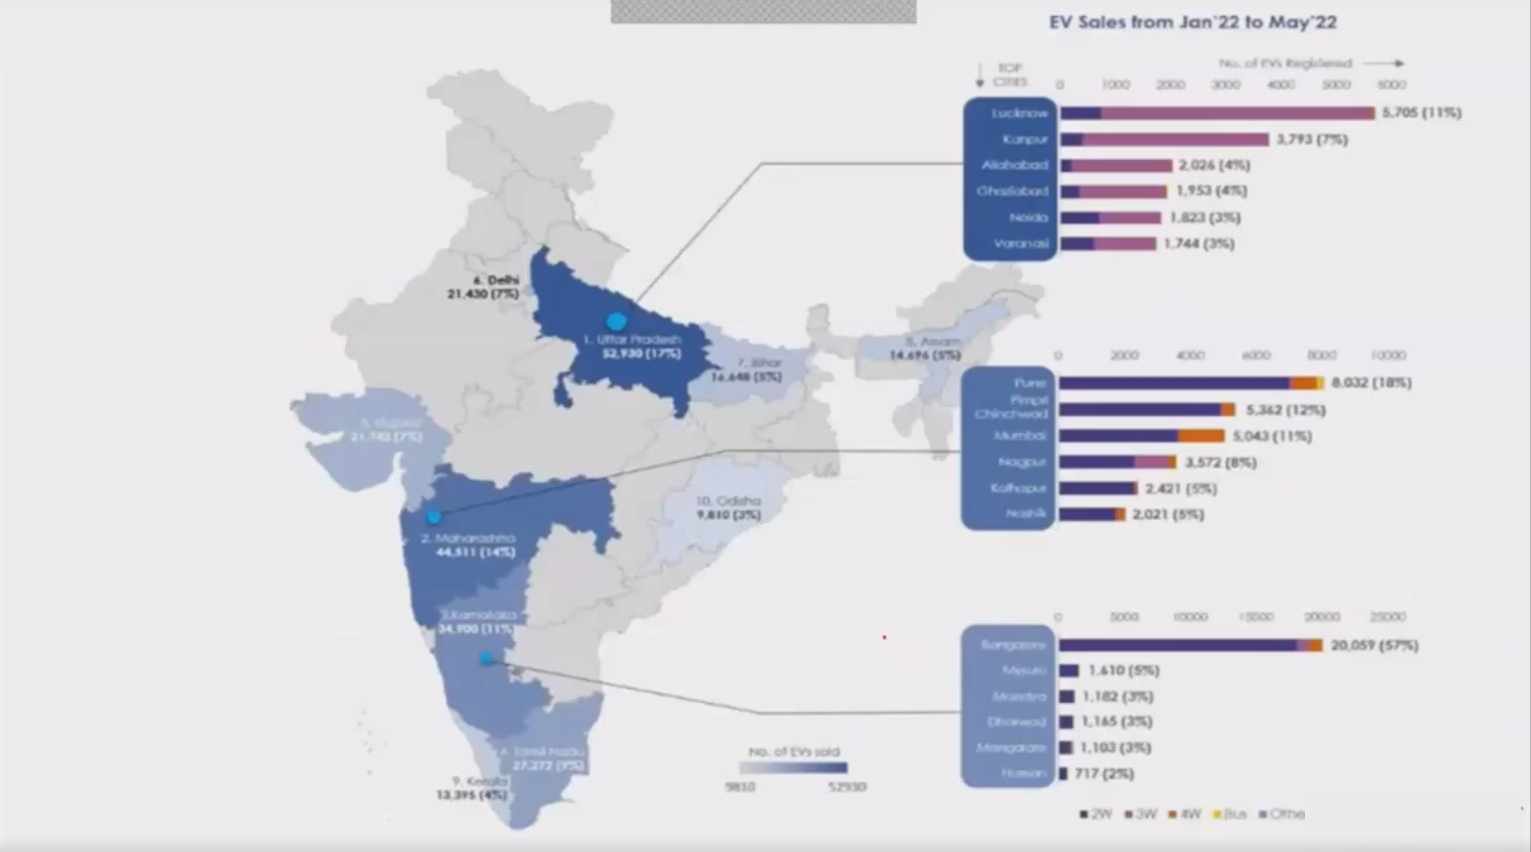 EV Sales from Jan'22 to May'22
No. of EVs Registered
TOP
CITIES
0 1000 2000 3000 4000 5000 6000
Lucknow 5,705 (11%)
Kanpur 3,793 (7%)
Allahabad 2,026 (4%)
Ghaziabad 1,953 (4%)
Noida 1,823 (3%)
Varanasi 1,744 (3%)
6. Delhi
21,430 (7%)
1. Uttar Pradesh
52,930 (17%)
7. Bihar
16,648 (5%)
8. Assam
14,696 (5%)
5. Gujarat
(7%)
0 2000 4000 6000 8000 10000
Pune 8,032 (18%)
Pimpri
Chinchwad 5,362 (12%)
Mumbai 5,043 (11%)
Nagpur 3,572 (8%)
Kolhapur 2,421 (5%)
Nashik 2,021 (5%)
10. Odisha
9,810 (3%)
2. Maharashtra
44,511 (14%)
3.Karnataka
34,900 (11%)
0 5000 10000 15000 20000 25000
Bangalore 20,059 (57%)
Mysuru 1,610 (5%)
Mandya 1,182 (3%)
Dharwad 1,165 (3%)
Mangalore 1,103 (3%)
Hassan 717 (2%)
4. Tamil Nadu
27,272 (9%)
9. Kerala
13,395 (4%)
No. of EVs sold
9810 52930
2W 3W 4W Bus Othe